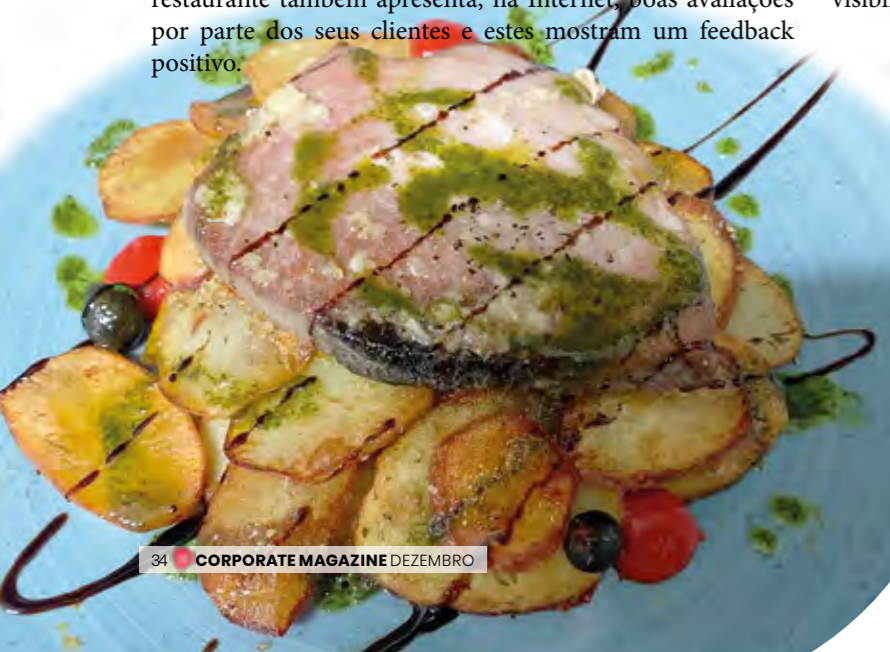 restaurante também apresenta, na Internet, boas avaliações
por parte dos seus clientes e estes mostram um feedback
positivo.
34 CORPORATE MAGAZINE DEZEMBRO